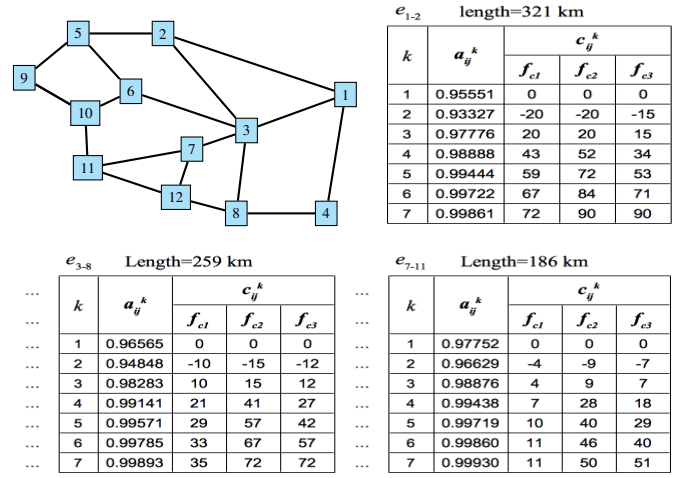 5
2
9
6
10
1
3
7
11
12
8
4
e1-2 length=321 km
k aij^k cij^k
fc1 fc2 fc3
1 0.95551 0 0 0
2 0.93327 -20 -20 -15
3 0.97776 20 20 15
4 0.98888 43 52 34
5 0.99444 59 72 53
6 0.99722 67 84 71
7 0.99861 72 90 90
e3-8 Length=259 km
... k aij^k cij^k
... fc1 fc2 fc3
... 1 0.96565 0 0 0
... 2 0.94848 -10 -15 -12
... 3 0.98283 10 15 12
... 4 0.99141 21 41 27
... 5 0.99571 29 57 42
... 6 0.99785 33 67 57
... 7 0.99893 35 72 72
e7-11 Length=186 km
... k aij^k cij^k
... fc1 fc2 fc3
... 1 0.97752 0 0 0
... 2 0.96629 -4 -9 -7
... 3 0.98876 4 9 7
... 4 0.99438 7 28 18
... 5 0.99719 10 40 29
... 6 0.99860 11 46 40
... 7 0.99930 11 50 51